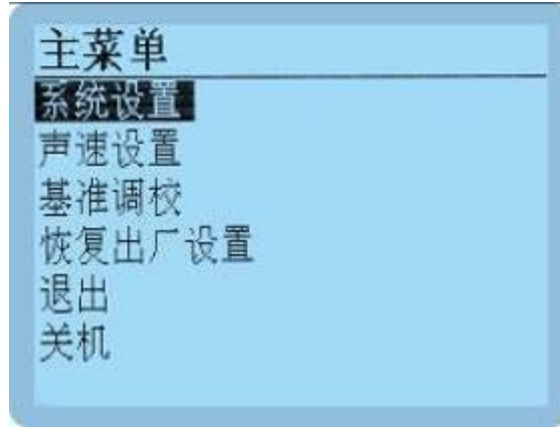 主菜单
系统设置
声速设置
基准调校
恢复出厂设置
退出
关机